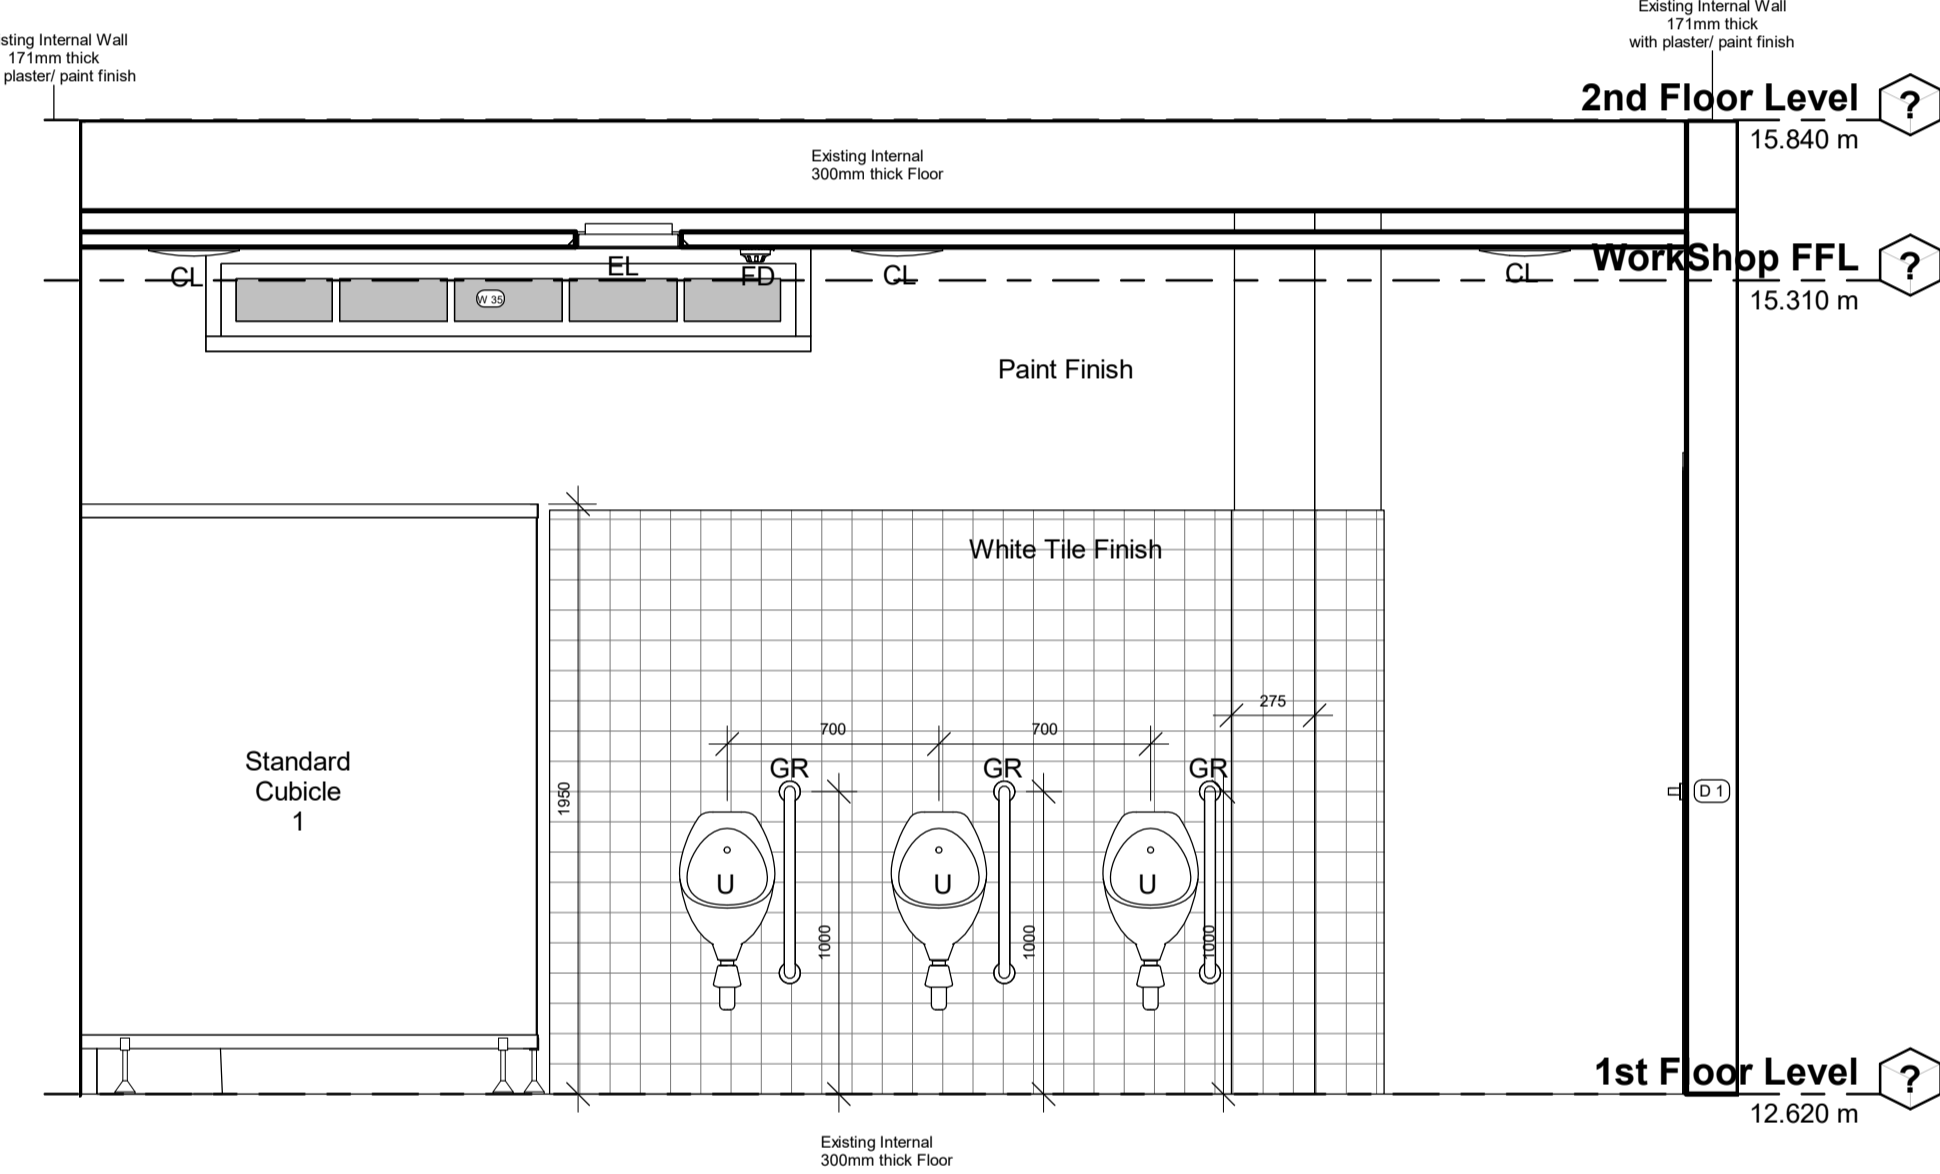 sting Internal Wall
171mm thick
plaster/ paint finish
Existing Internal Wall
171mm thick
with plaster/ paint finish
2nd Floor Level
?
15.840 m
Existing Internal
300mm thick Floor
CL
EL
FD
CL
CL
WorkShop FFL
?
15.310 m
W 35
Paint Finish
White Tile Finish
275
700
700
GR
GR
GR
Standard
Cubicle
1
1950
D 1
U
U
U
1000
1000
1000
1st Floor Level
?
12.620 m
Existing Internal
300mm thick Floor